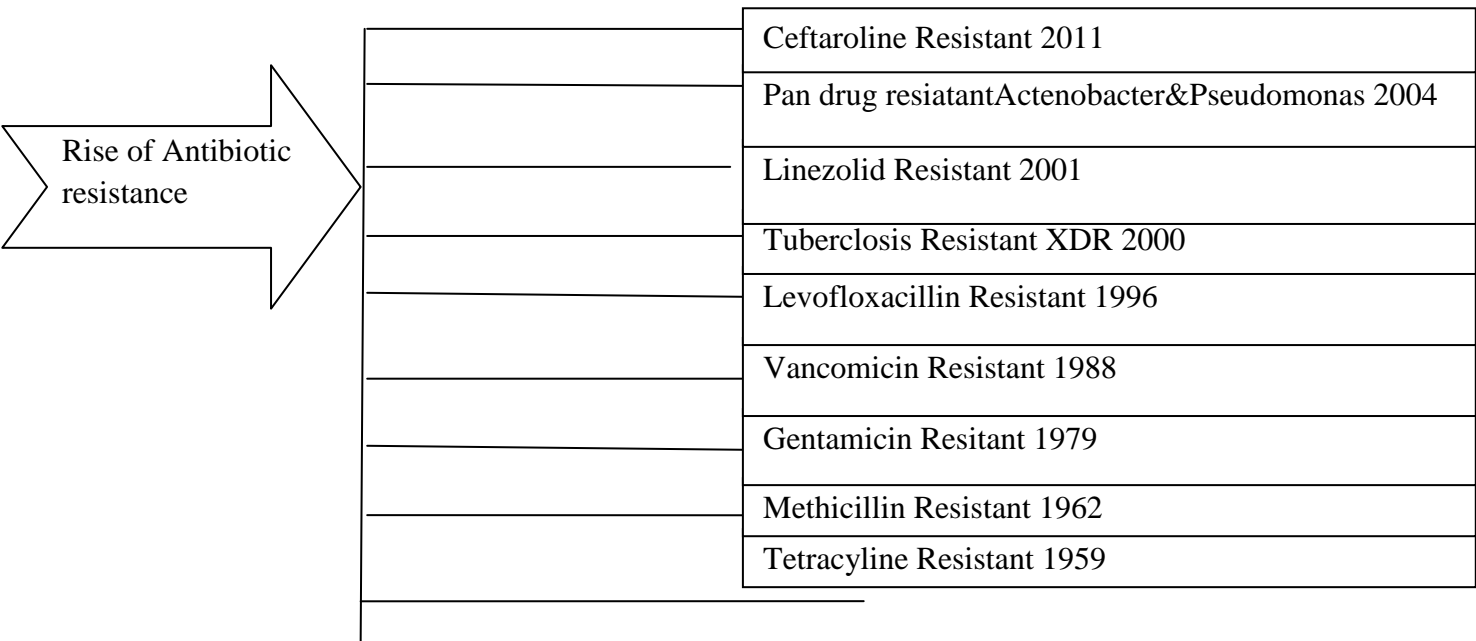 Rise of Antibiotic
resistance
Ceftaroline Resistant 2011
Pan drug resiatantActenobacter&Pseudomonas 2004
Linezolid Resistant 2001
Tuberclosis Resistant XDR 2000
Levofloxacillin Resistant 1996
Vancomicin Resistant 1988
Gentamicin Resitant 1979
Methicillin Resistant 1962
Tetracyline Resistant 1959